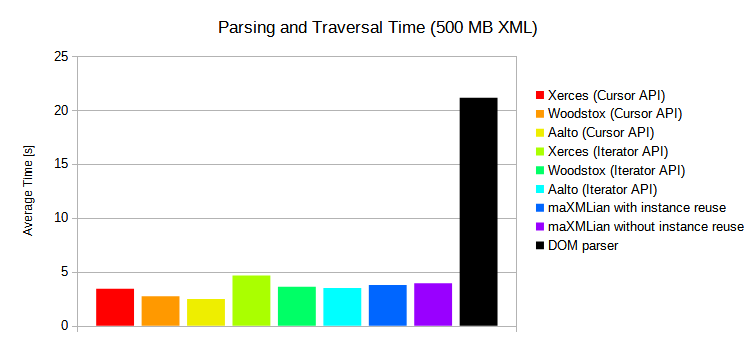 Parsing and Traversal Time (500 MB XML)
25
20
15
10
5
0
Average Time [s]
Xerces (Cursor API)
Woodstox (Cursor API)
Aalto (Cursor API)
Xerces (Iterator API)
Woodstox (Iterator API)
Aalto (Iterator API)
maXMLian with instance reuse
maXMLian without instance reuse
DOM parser